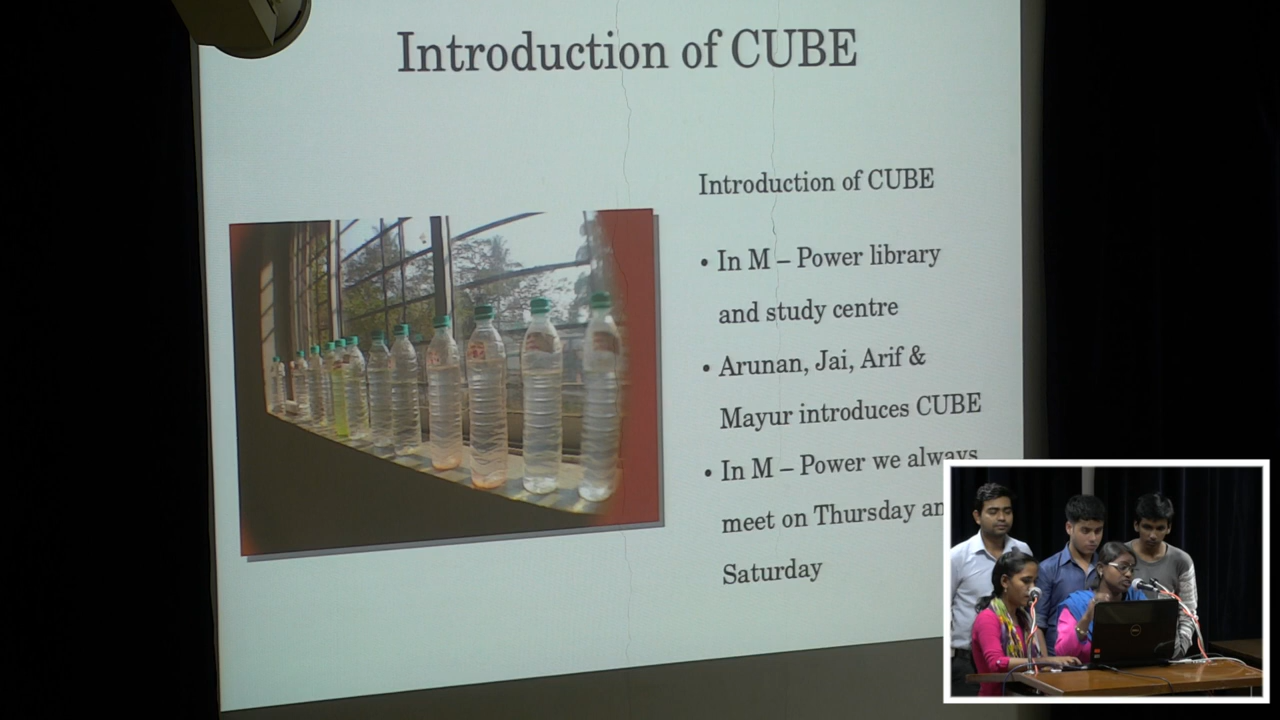 Introduction of CUBE
Introduction of CUBE
• In M – Power library
and study centre
• Arunan, Jai, Arif &
Mayur introduces CUBE
• In M – Power we always
meet on Thursday an
Saturday